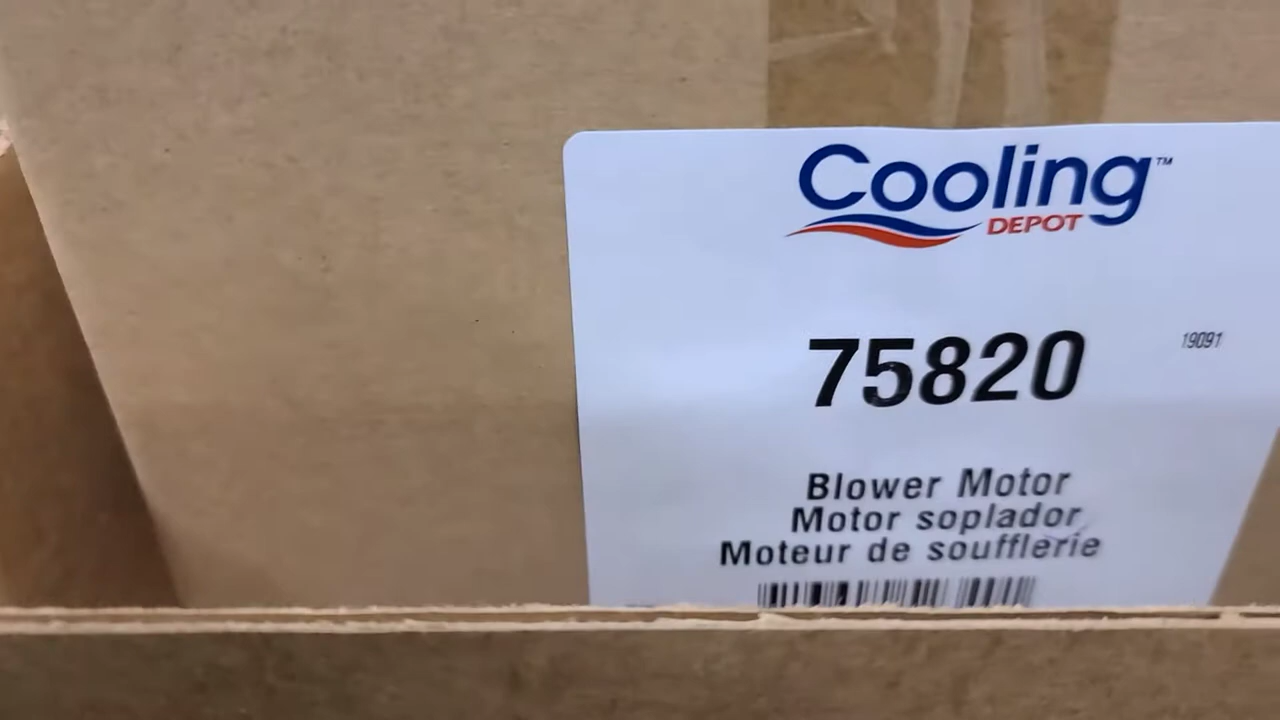 Cooling™
DEPOT
75820
19091
Blower Motor
Motor soplador
Moteur de soufflerie